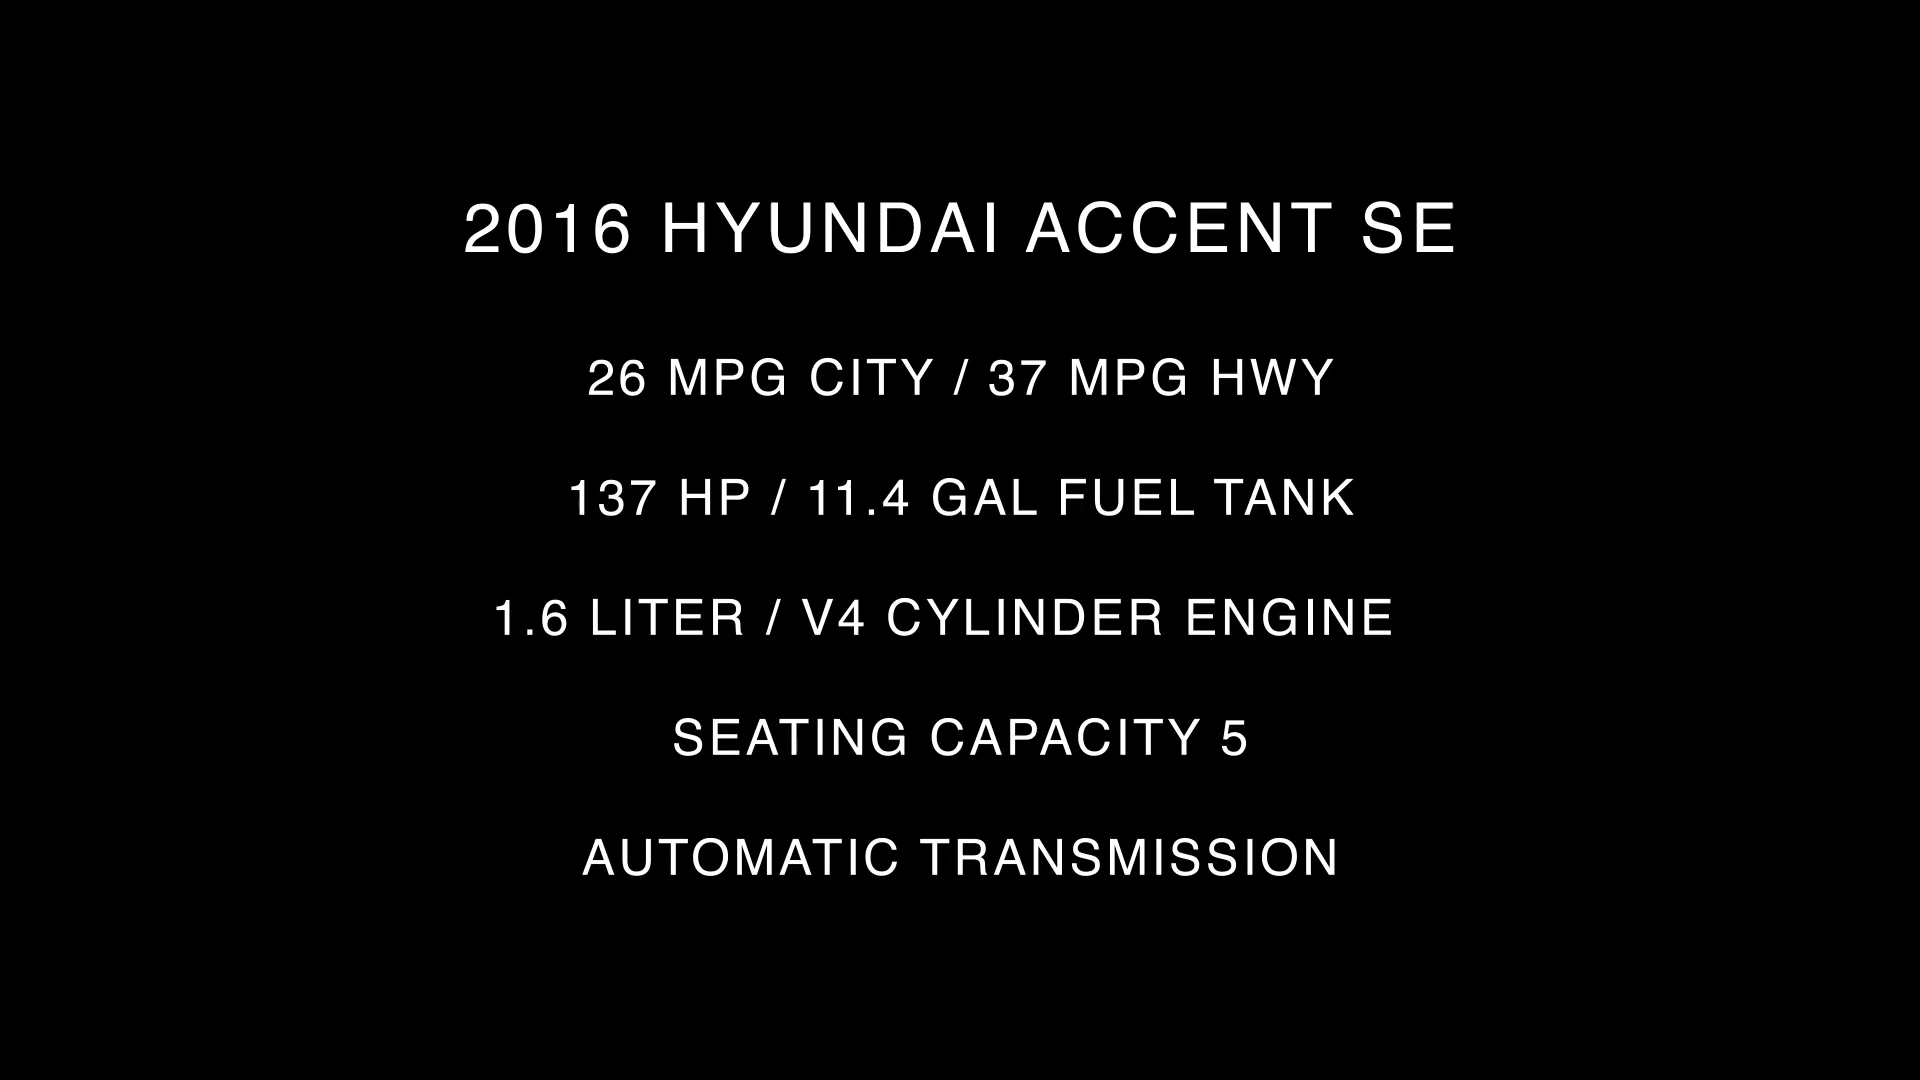 2016 HYUNDAI ACCENT SE
26 MPG CITY / 37 MPG HWY
137 HP / 11.4 GAL FUEL TANK
1.6 LITER / V4 CYLINDER ENGINE
SEATING CAPACITY 5
AUTOMATIC TRANSMISSION